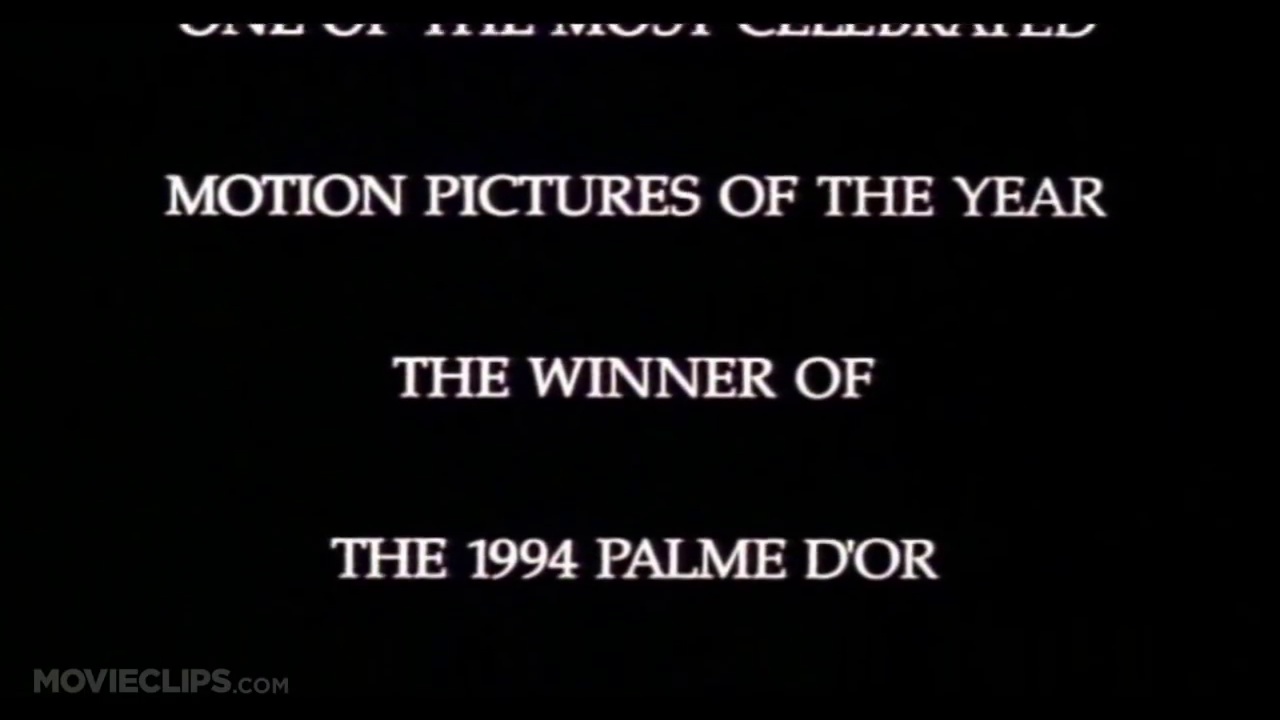 ONE OF THE MOST CELEBRATED
MOTION PICTURES OF THE YEAR
THE WINNER OF
THE 1994 PALME D'OR
MOVIECLIPS.COM